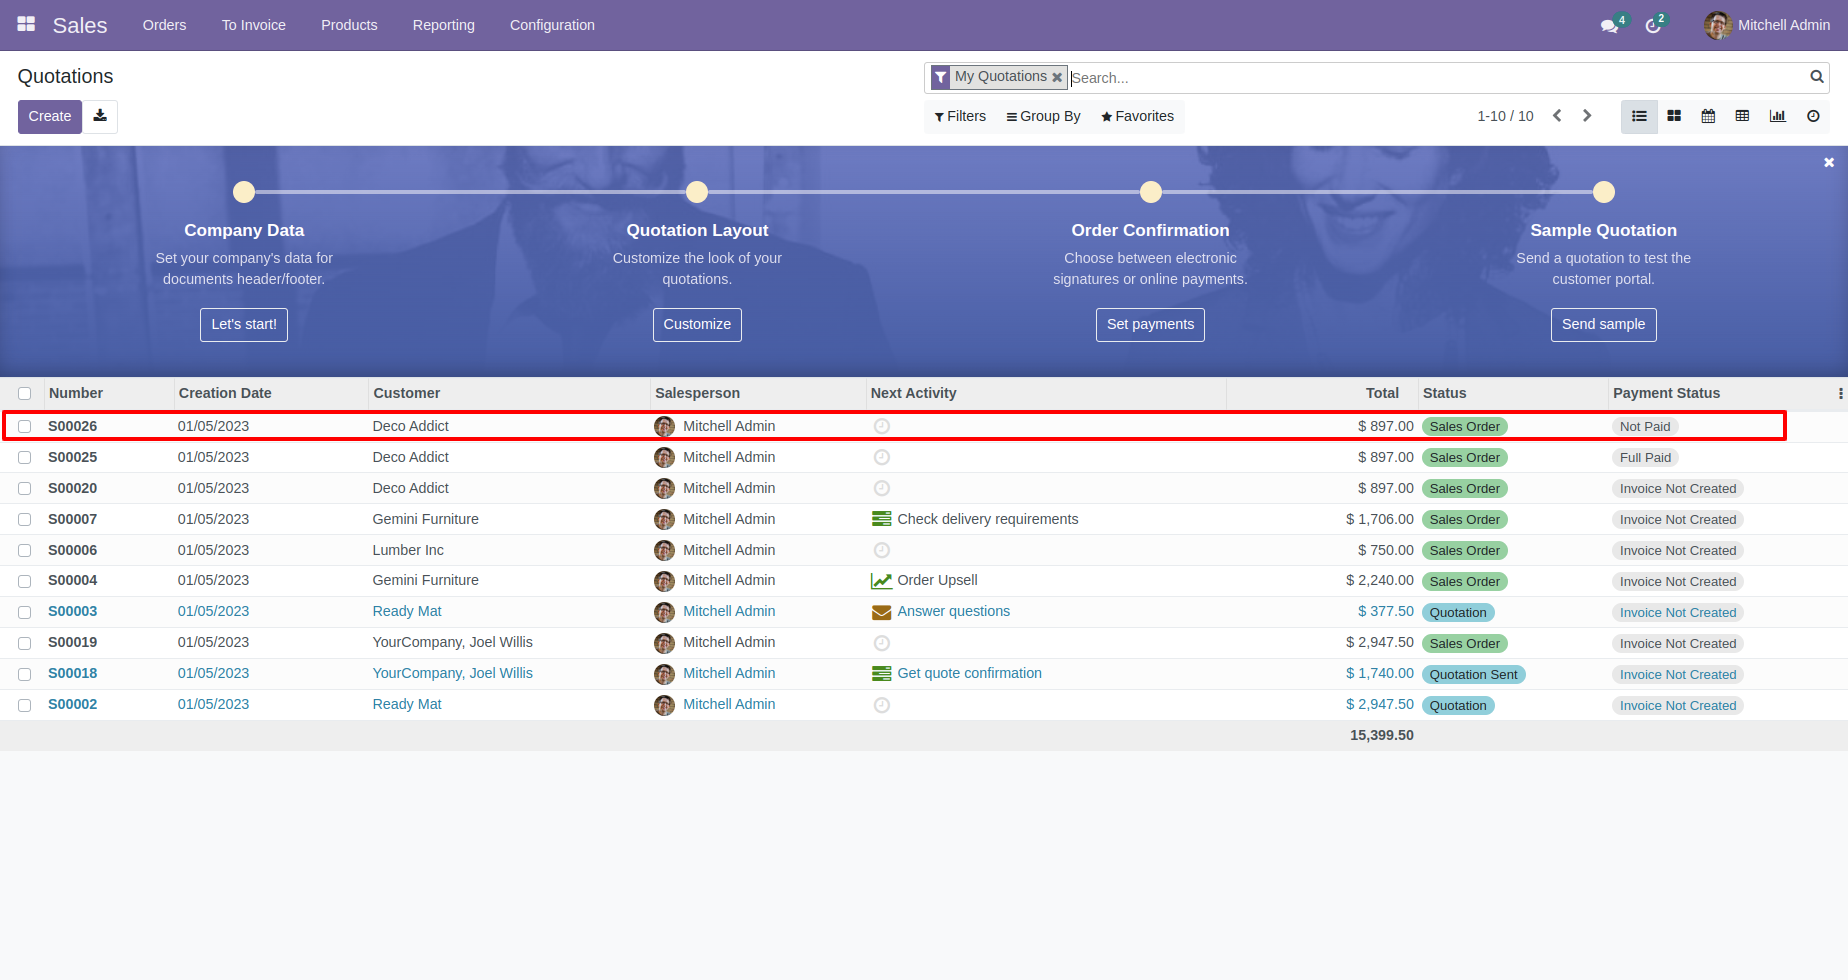 Sales Orders To Invoice Products Reporting Configuration 4 2 Mitchell Admin
Quotations
My Quotations Search...
Create
Filters Group By Favorites 1-10 / 10
Company Data Quotation Layout Order Confirmation Sample Quotation
Set your company's data for Customize the look of your Choose between electronic Send a quotation to test the
documents header/footer. quotations. signatures or online payments. customer portal.
Let's start! Customize Set payments Send sample
Number Creation Date Customer Salesperson Next Activity Total Status Payment Status
S00026 01/05/2023 Deco Addict Mitchell Admin $ 897.00 Sales Order Not Paid
S00025 01/05/2023 Deco Addict Mitchell Admin $ 897.00 Sales Order Full Paid
S00020 01/05/2023 Deco Addict Mitchell Admin $ 897.00 Sales Order Invoice Not Created
S00007 01/05/2023 Gemini Furniture Mitchell Admin Check delivery requirements $ 1,706.00 Sales Order Invoice Not Created
S00006 01/05/2023 Lumber Inc Mitchell Admin $ 750.00 Sales Order Invoice Not Created
S00004 01/05/2023 Gemini Furniture Mitchell Admin Order Upsell $ 2,240.00 Sales Order Invoice Not Created
S00003 01/05/2023 Ready Mat Mitchell Admin Answer questions $ 377.50 Quotation Invoice Not Created
S00019 01/05/2023 YourCompany, Joel Willis Mitchell Admin $ 2,947.50 Sales Order Invoice Not Created
S00018 01/05/2023 YourCompany, Joel Willis Mitchell Admin Get quote confirmation $ 1,740.00 Quotation Sent Invoice Not Created
S00002 01/05/2023 Ready Mat Mitchell Admin $ 2,947.50 Quotation Invoice Not Created
15,399.50